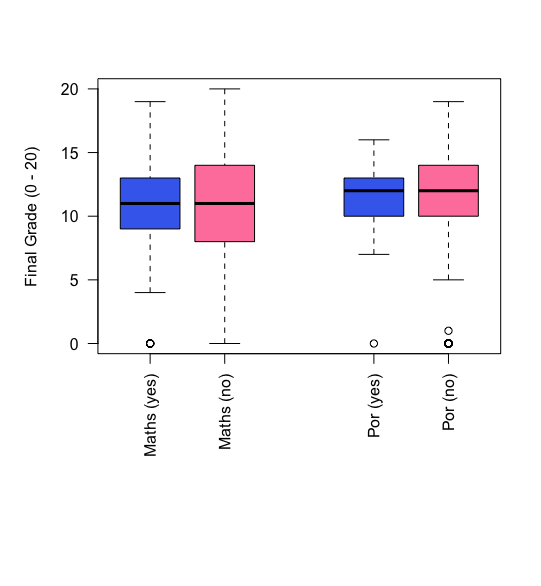 Final Grade (0 - 20)
20
15
10
5
0
Maths (yes)
Maths (no)
Por (yes)
Por (no)